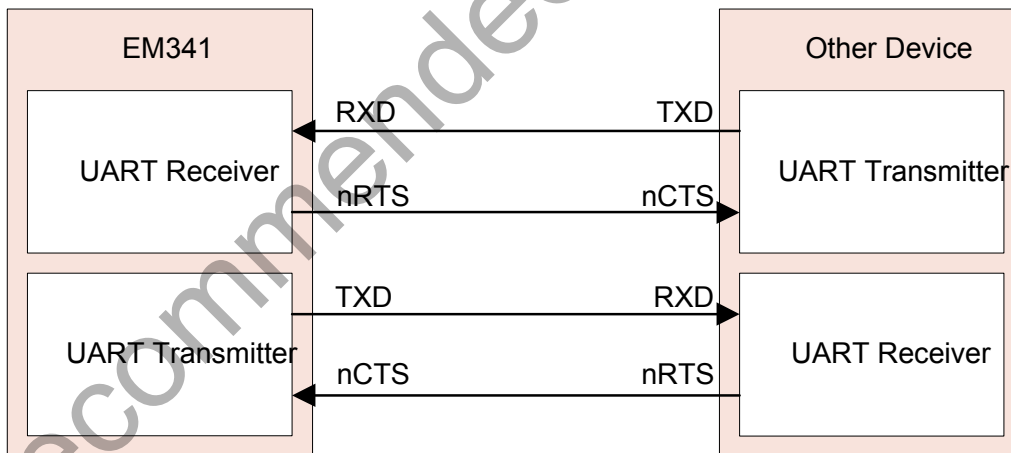 EM341
Other Device
RXD TXD
UART Receiver UART Transmitter
nRTS nCTS
TXD RXD
UART Transmitter UART Receiver
nCTS nRTS
ecommended